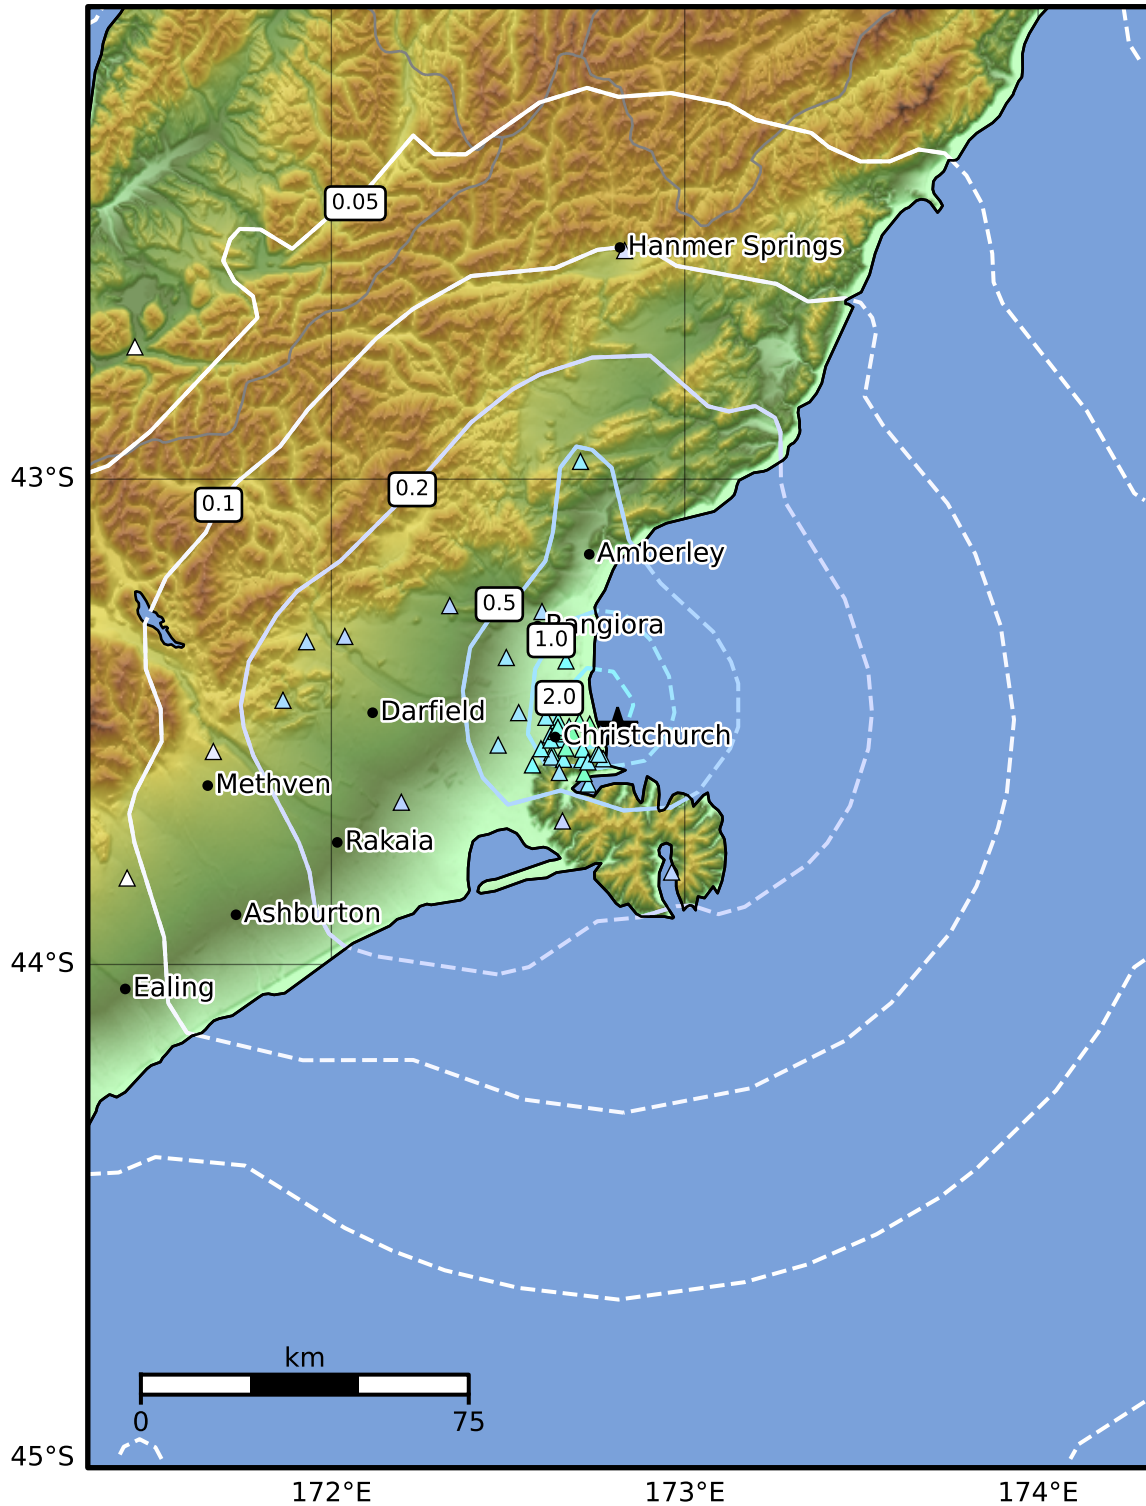 0.05
Hanmer Springs
43°S
0.2
0.1
Amberley
0.5
Rangiora
1.0
2.0
Darfield
Christchurch
Methven
Rakaia
Ashburton
44°S
Ealing
km
0 75
45°S
172°E 173°E 174°E